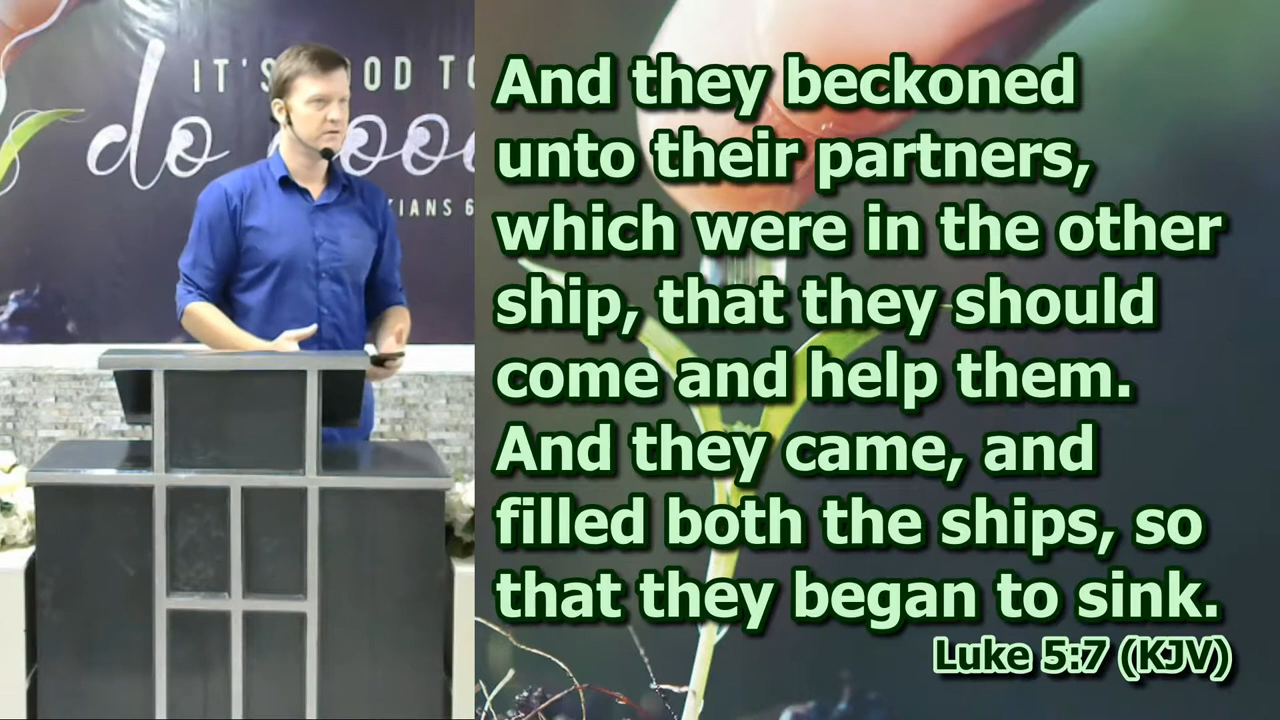 IT'S
do
IANS 6
And they beckoned
unto their partners,
which were in the other
ship, that they should
come and help them.
And they came, and
filled both the ships, so
that they began to sink.
Luke 5:7 (KJV)